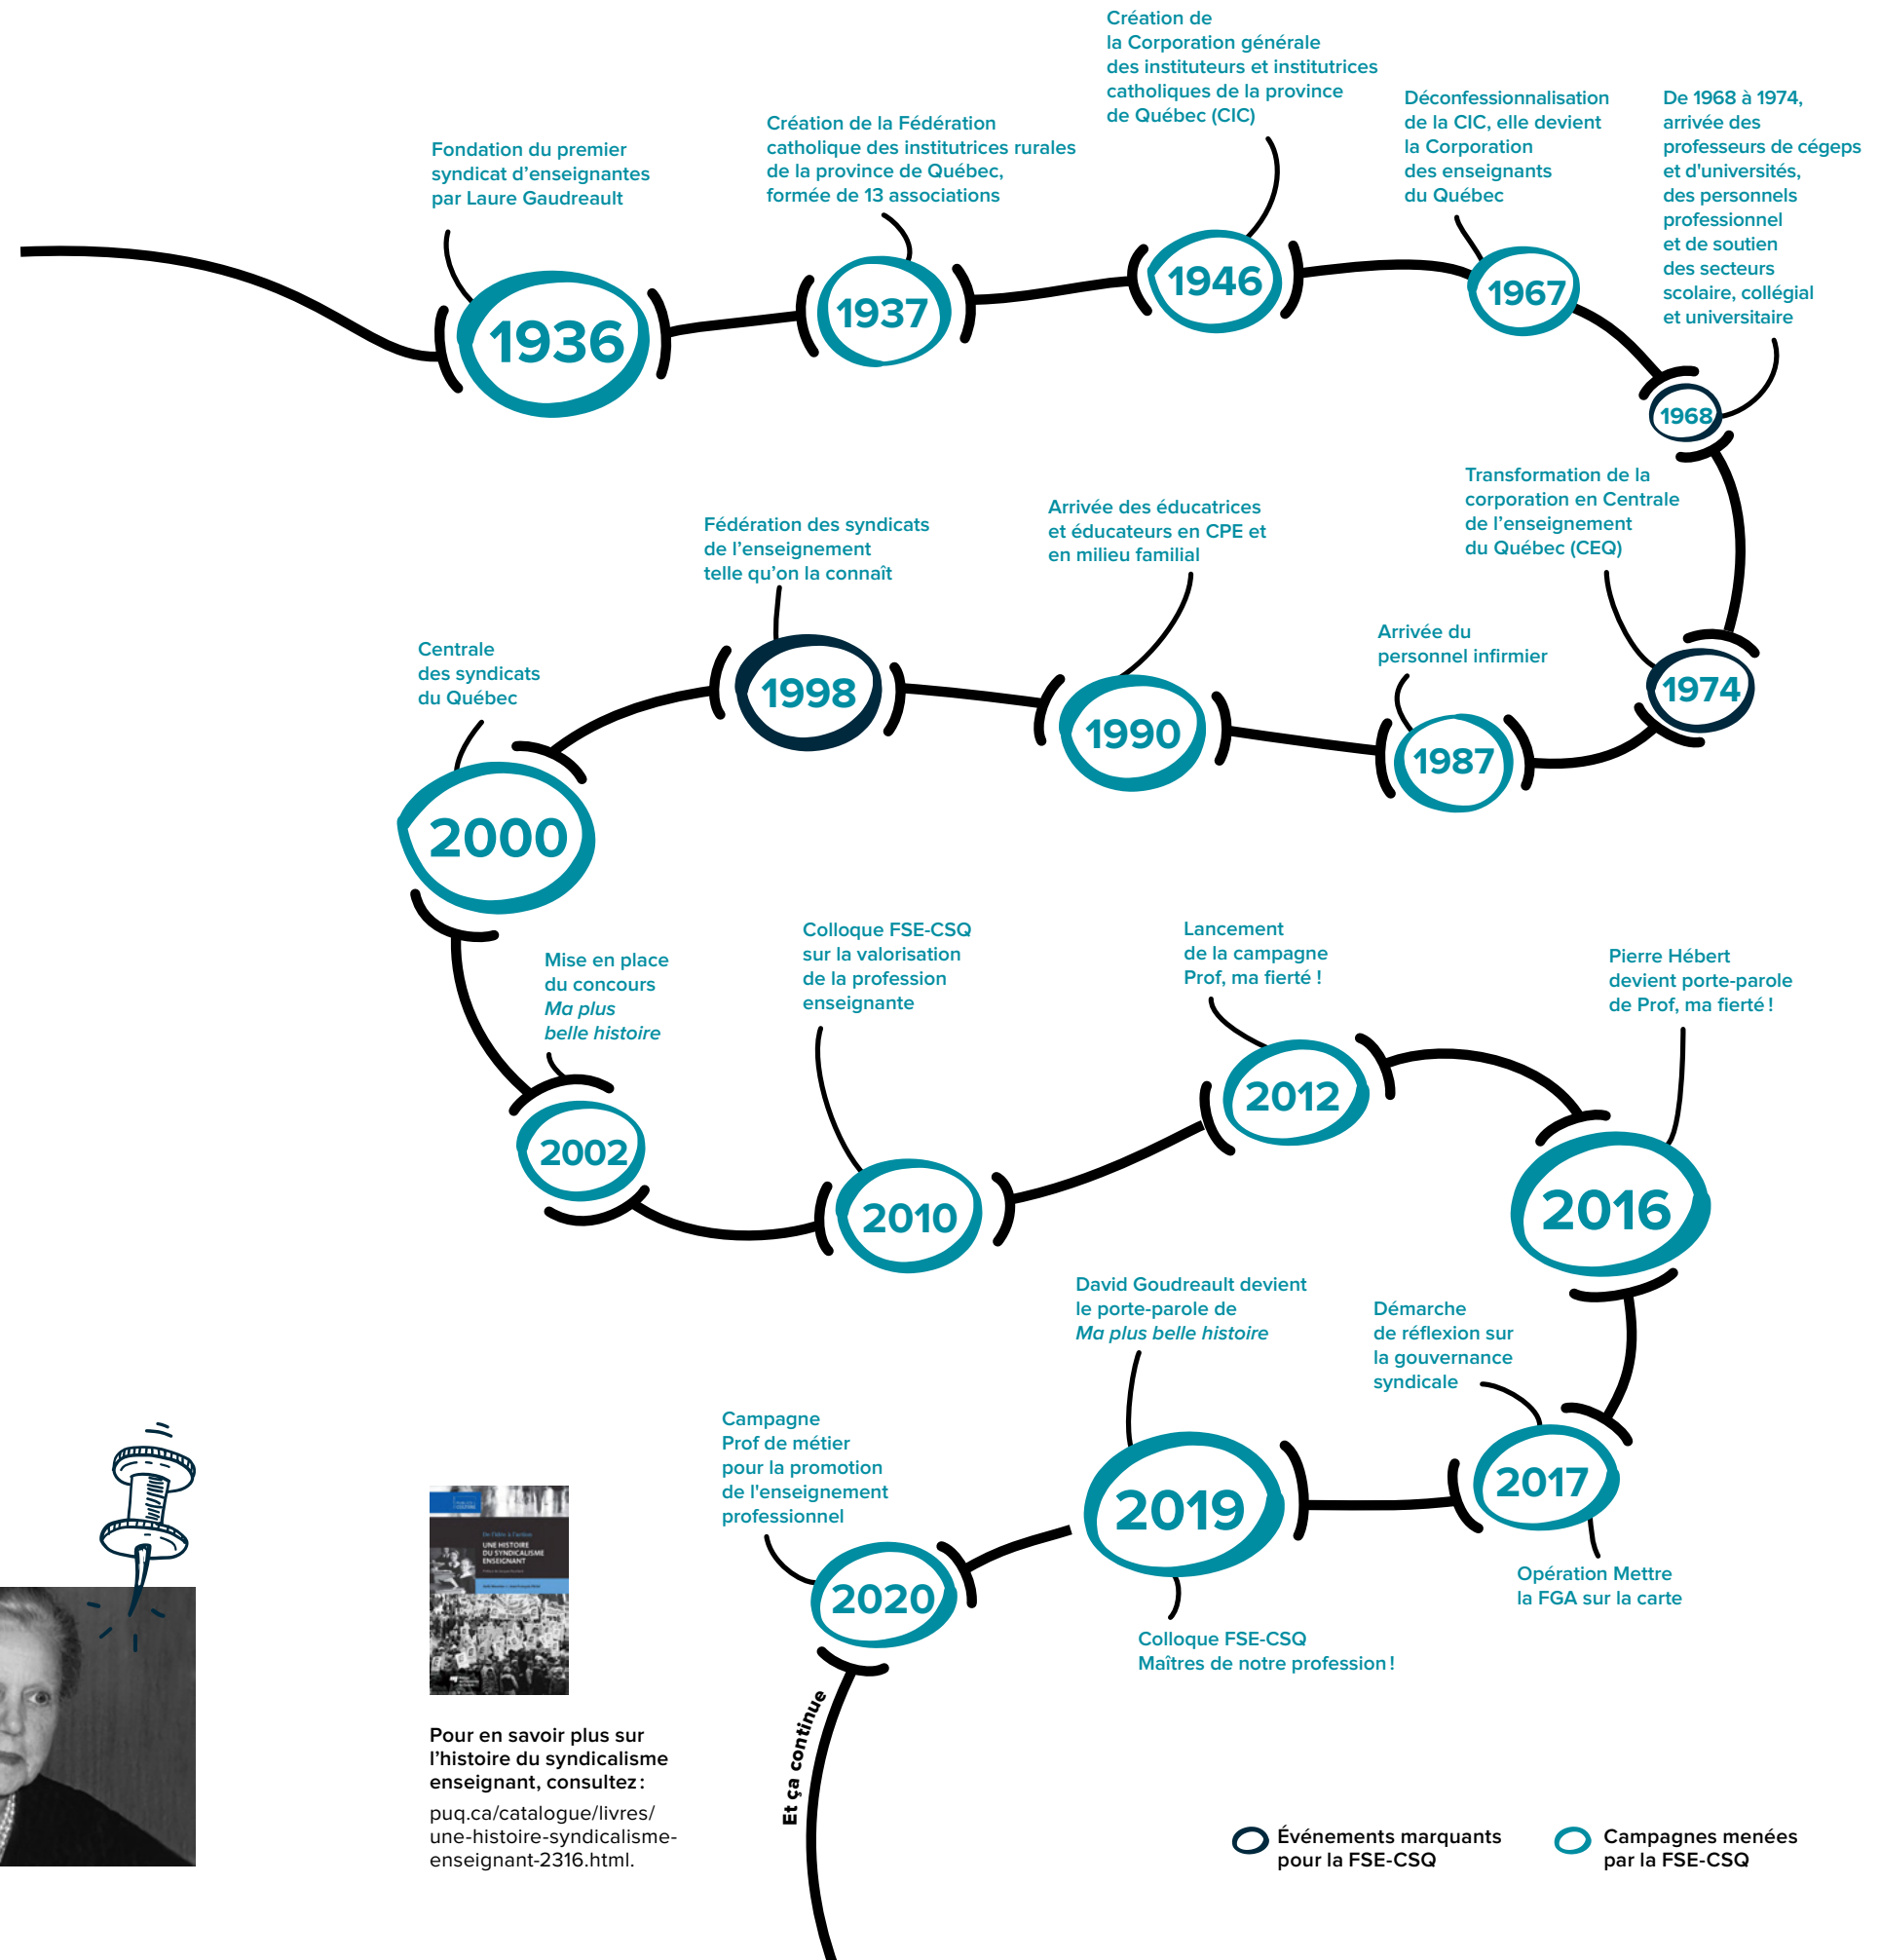 Fondation du premier
syndicat d'enseignantes
par Laure Gaudreault
1936
Création de la Fédération
catholique des institutrices rurales
de la province de Québec,
formée de 13 associations
1937
Création de
la Corporation générale
des instituteurs et institutrices
catholiques de la province
de Québec (CIC)
1946
Déconfessionnalisation
de la CIC, elle devient
la Corporation
des enseignants
du Québec
1967
De 1968 à 1974,
arrivée des
professeurs de cégeps
et d'universités,
des personnels
professionnel
et de soutien
des secteurs
scolaire, collégial
et universitaire
1968
Transformation de la
corporation en Centrale
de l'enseignement
du Québec (CEQ)
1974
Arrivée du
personnel infirmier
1987
Arrivée des éducatrices
et éducateurs en CPE et
en milieu familial
1990
Fédération des syndicats
de l'enseignement
telle qu'on la connaît
1998
Centrale
des syndicats
du Québec
2000
Mise en place
du concours
Ma plus
belle histoire
2002
Colloque FSE-CSQ
sur la valorisation
de la profession
enseignante
2010
Lancement
de la campagne
Prof, ma fierté !
2012
Pierre Hébert
devient porte-parole
de Prof, ma fierté !
2016
Démarche
de réflexion sur
la gouvernance
syndicale
2017
Opération Mettre
la FGA sur la carte
David Goudreault devient
le porte-parole de
Ma plus belle histoire
2019
Colloque FSE-CSQ
Maîtres de notre profession !
Campagne
Prof de métier
pour la promotion
de l'enseignement
professionnel
2020
Et ça continue
De l'idée à l'action
UNE HISTOIRE
DU SYNDICALISME
ENSEIGNANT
Pour en savoir plus sur
l'histoire du syndicalisme
enseignant, consultez :
puq.ca/catalogue/livres/
une-histoire-syndicalisme-
enseignant-2316.html.
Événements marquants
pour la FSE-CSQ
Campagnes menées
par la FSE-CSQ